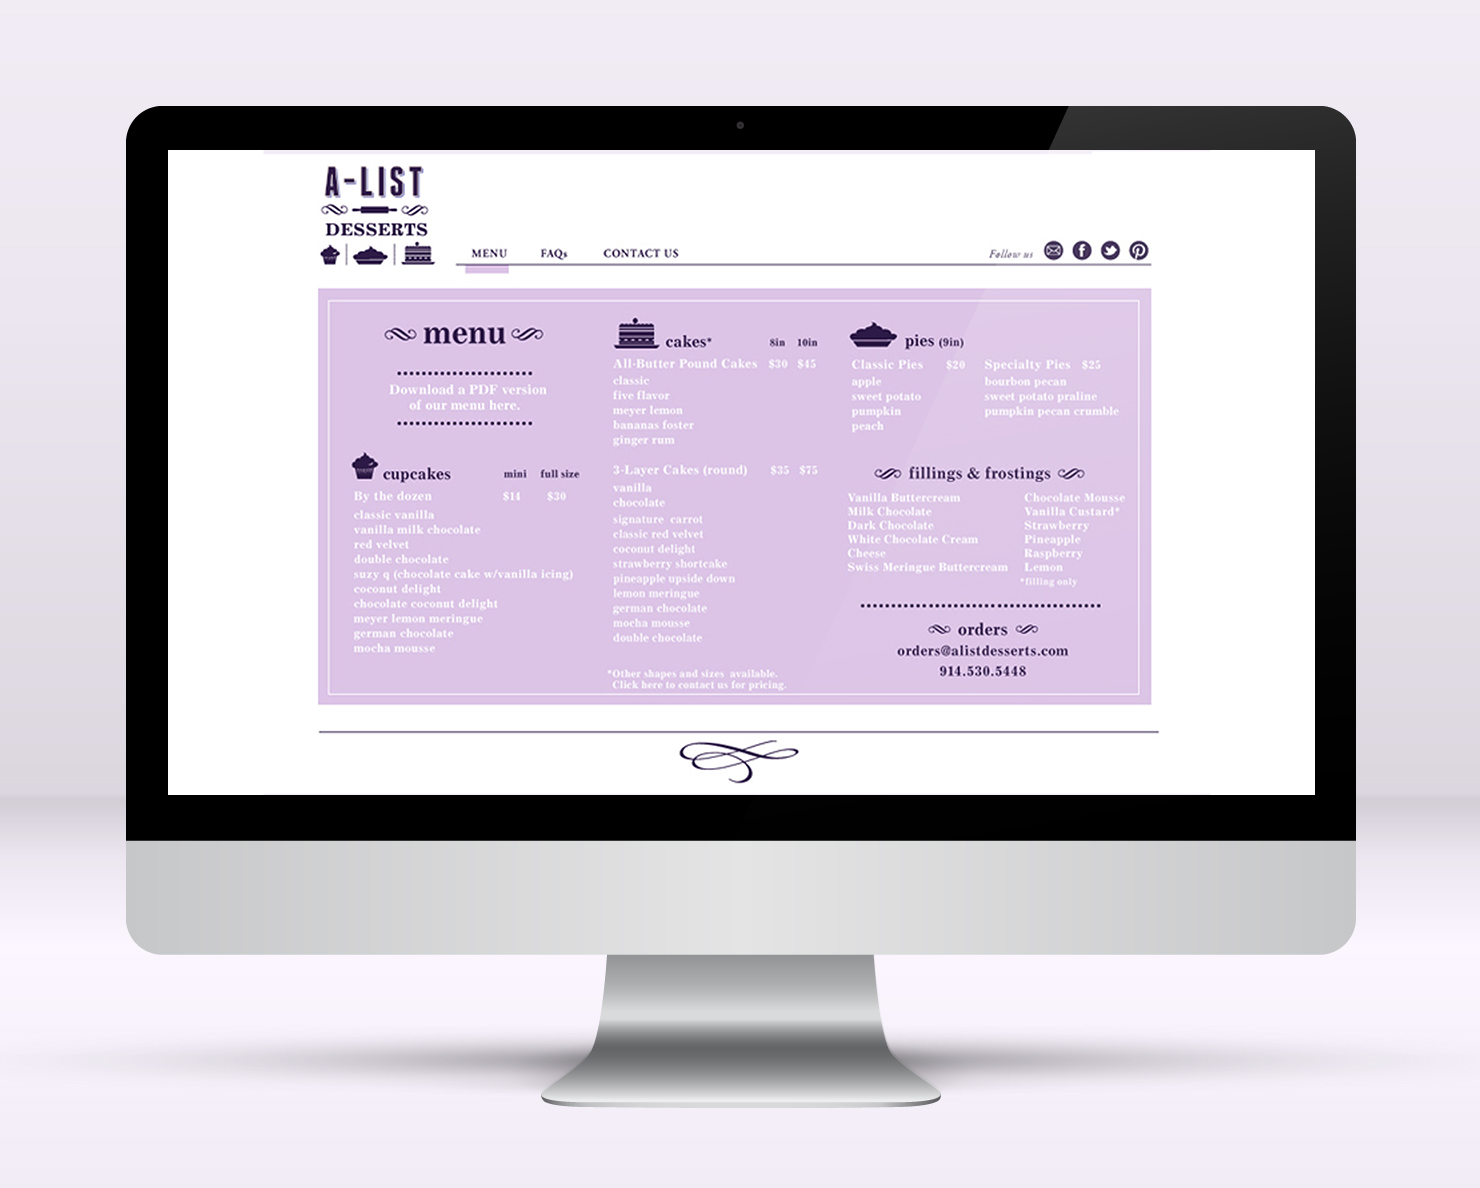 A-LIST
DESSERTS
MENU FAQs CONTACT US
Follow us
menu
Download a PDF version
of our menu here.
cupcakes mini full size
By the dozen $14 $30
classic vanilla
vanilla milk chocolate
red velvet
double chocolate
suzy q (chocolate cake w/vanilla icing)
coconut delight
chocolate coconut delight
meyer lemon meringue
german chocolate
mocha mousse
cakes* 8in 10in
All-Butter Pound Cakes $30 $45
classic
five flavor
meyer lemon
bananas foster
ginger rum
3-Layer Cakes (round) $35 $75
vanilla
chocolate
signature carrot
classic red velvet
coconut delight
strawberry shortcake
pineapple upside down
lemon meringue
german chocolate
mocha mousse
double chocolate
*Other shapes and sizes available.
Click here to contact us for pricing.
pies (9in)
Classic Pies $20
apple
sweet potato
pumpkin
peach
Specialty Pies $25
bourbon pecan
sweet potato praline
pumpkin pecan crumble
fillings & frostings
Vanilla Buttercream
Milk Chocolate
Dark Chocolate
White Chocolate Cream
Cheese
Swiss Meringue Buttercream
Chocolate Mousse
Vanilla Custard*
Strawberry
Pineapple
Raspberry
Lemon
*filling only
orders
orders@alistdesserts.com
914.530.5448